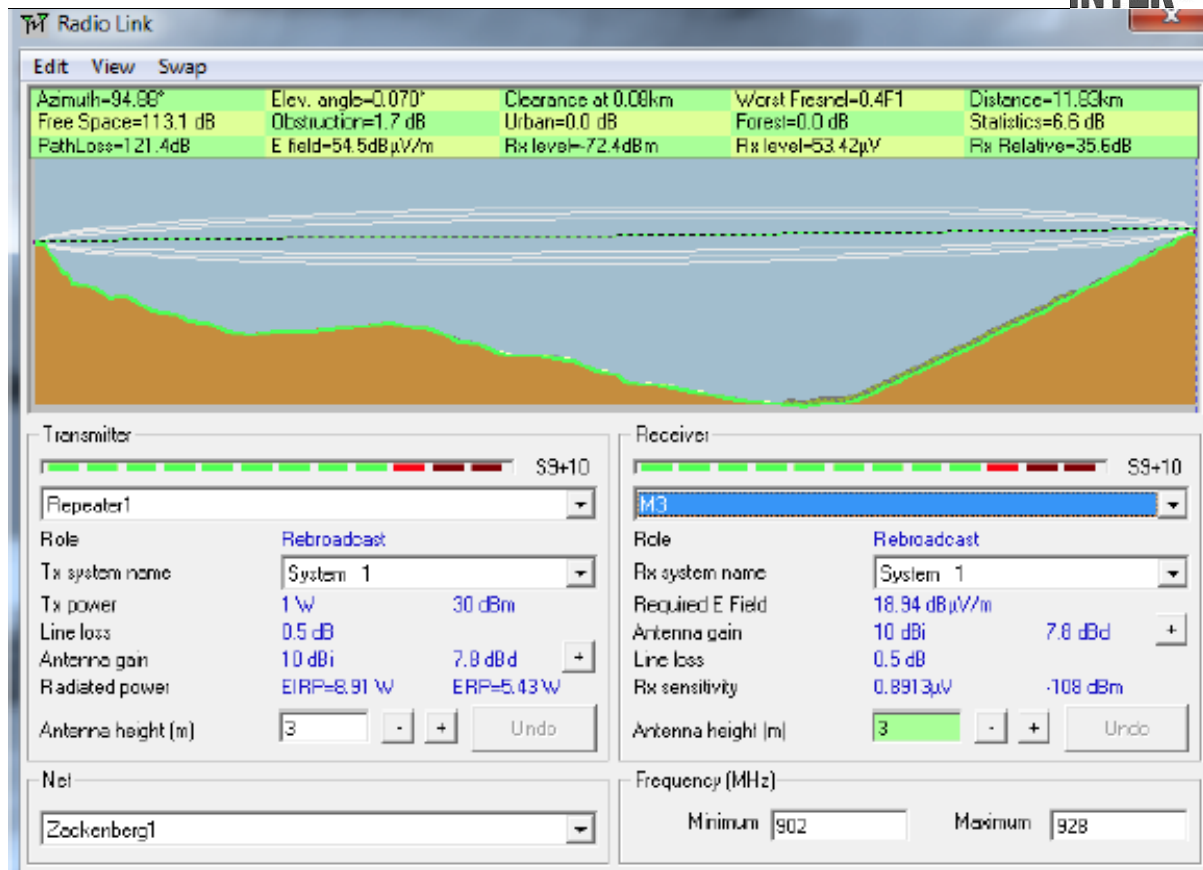 INTER
Radio Link
Edit View Swap
Azimuth=94.88° Elev. angle=0.070° Clearance at 0.08km Worst Fresnel=0.4F1 Distance=11.83km
Free Space=113.1 dB Obstruction=1.7 dB Urban=0.0 dB Forest=0.0 dB Statistics=6.6 dB
PathLoss=121.4dB E field=54.5dBµV/m Rx level=-72.4dBm Rx level=53.42µV Rx Relative=35.6dB
Transmitter
S9+10
Repeater1
Role Rebroadcast
Tx system name System 1
Tx power 1 W 30 dBm
Line loss 0.5 dB
Antenna gain 10 dBi 7.8 dBd +
Radiated power EIRP=8.91 W ERP=5.43 W
Antenna height (m) 3 - + Undo
Net
Zackenberg1
Receiver
S9+10
M3
Role Rebroadcast
Rx system name System 1
Required E Field 18.94 dBµV/m
Antenna gain 10 dBi 7.8 dBd +
Line loss 0.5 dB
Rx sensitivity 0.8913µV -108 dBm
Antenna height (m) 3 - + Undo
Frequency (MHz)
Minimum 902 Maximum 928